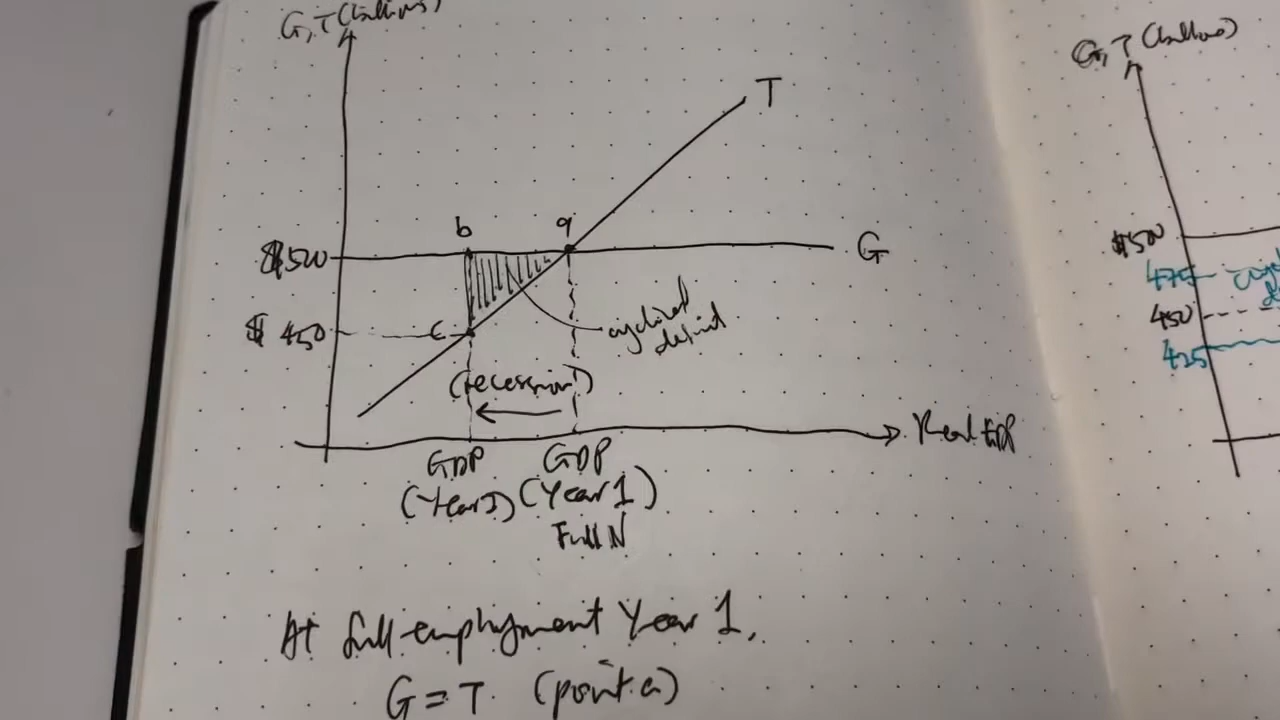 G, T (billions)
T
b
a
$500
G
$ 450
c
cyclical
deficit
(recession)
Real GDP
GDP
(Year 2)
GDP
(Year 1)
Full N
At full-employment Year 1,
G = T (point a)
G, T (billions)
$500
475
450
425